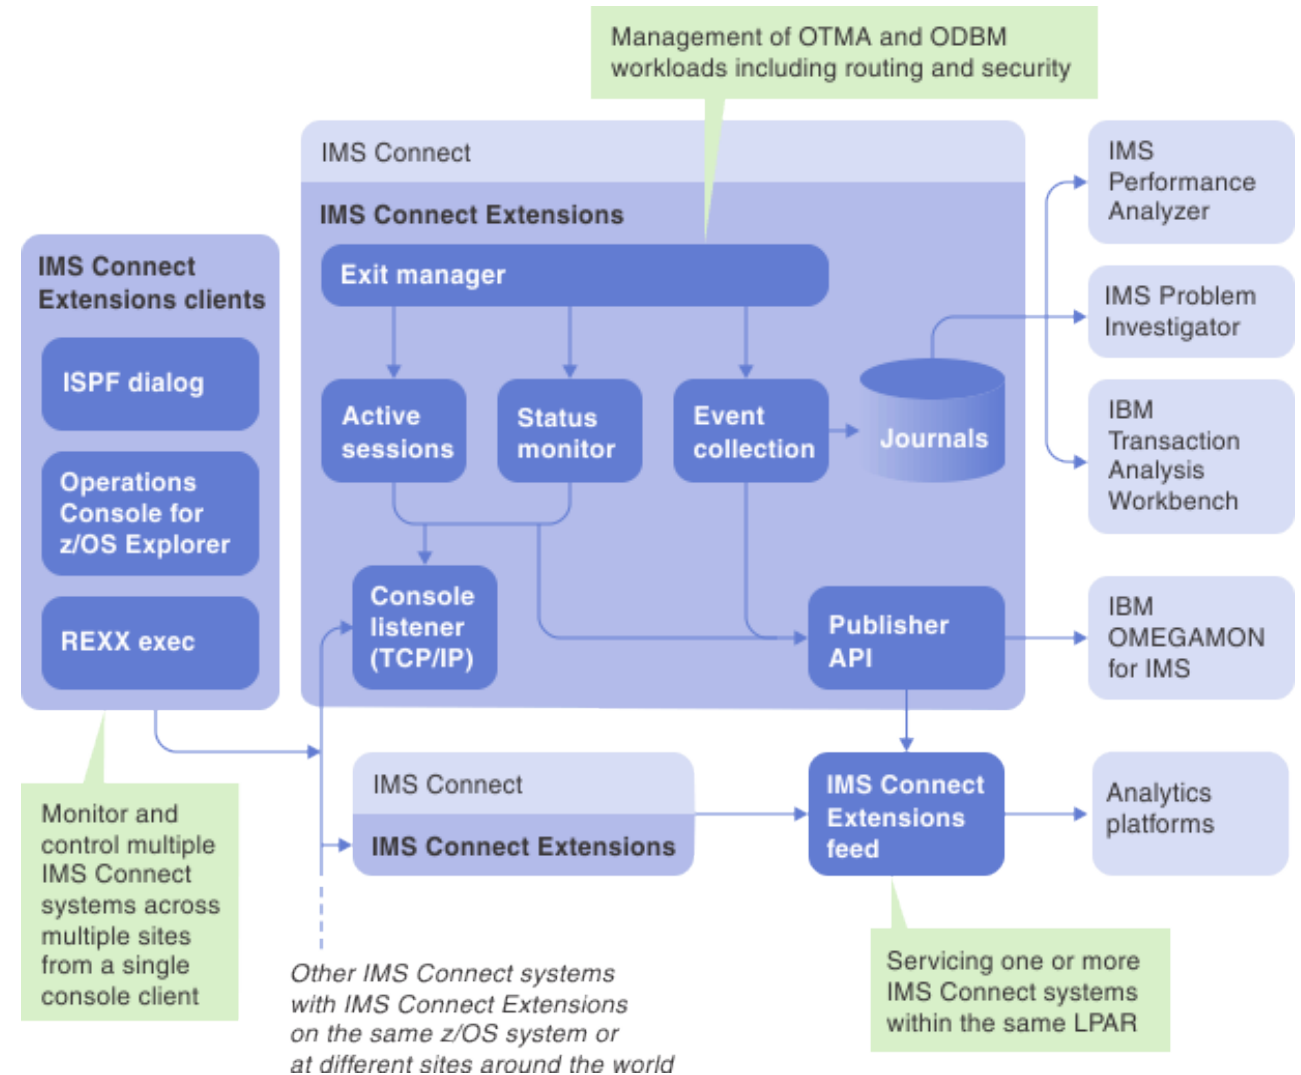 Management of OTMA and ODBM
workloads including routing and security
IMS Connect
IMS Connect Extensions
Exit manager
Active
sessions
Status
monitor
Event
collection
Journals
Console
listener
(TCP/IP)
Publisher
API
IMS Connect
Extensions clients
ISPF dialog
Operations
Console for
z/OS Explorer
REXX exec
IMS
Performance
Analyzer
IMS Problem
Investigator
IBM
Transaction
Analysis
Workbench
IBM
OMEGAMON
for IMS
IMS Connect
IMS Connect Extensions
IMS Connect
Extensions
feed
Analytics
platforms
Monitor and
control multiple
IMS Connect
systems across
multiple sites
from a single
console client
Other IMS Connect systems
with IMS Connect Extensions
on the same z/OS system or
at different sites around the world
Servicing one or more
IMS Connect systems
within the same LPAR